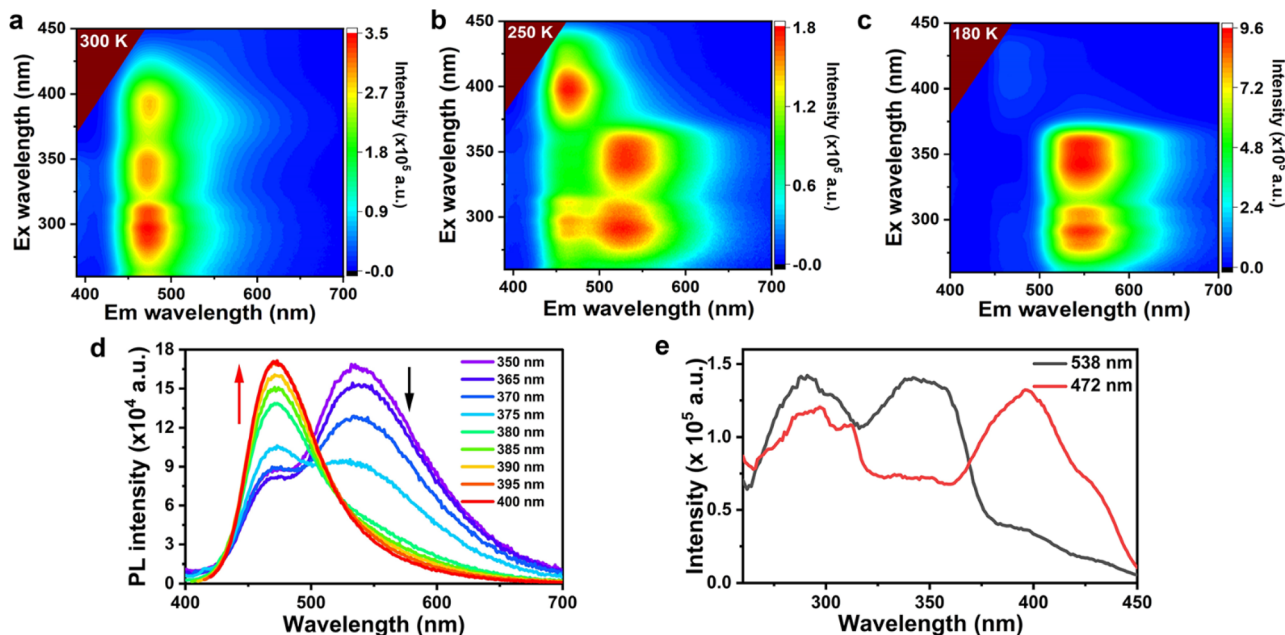 a
300 K
Ex wavelength (nm)
450
400
350
300
400
500
600
700
Em wavelength (nm)
3.5
2.7
1.8
0.9
-0.0
Intensity (x10⁵ a.u.)
b
250 K
Ex wavelength (nm)
450
400
350
300
400
500
600
700
Em wavelength (nm)
1.8
1.2
0.6
-0.0
Intensity (x10⁵ a.u.)
c
180 K
Ex wavelength (nm)
450
400
350
300
400
500
600
700
Em wavelength (nm)
9.6
7.2
4.8
2.4
0.0
Intensity (x10⁵ a.u.)
d
PL intensity (x10⁴ a.u.)
18
15
12
9
6
3
0
350 nm
365 nm
370 nm
375 nm
380 nm
385 nm
390 nm
395 nm
400 nm
400
500
600
700
Wavelength (nm)
e
Intensity (x 10⁵ a.u.)
1.5
1.0
0.5
0.0
538 nm
472 nm
300
350
400
450
Wavelength (nm)